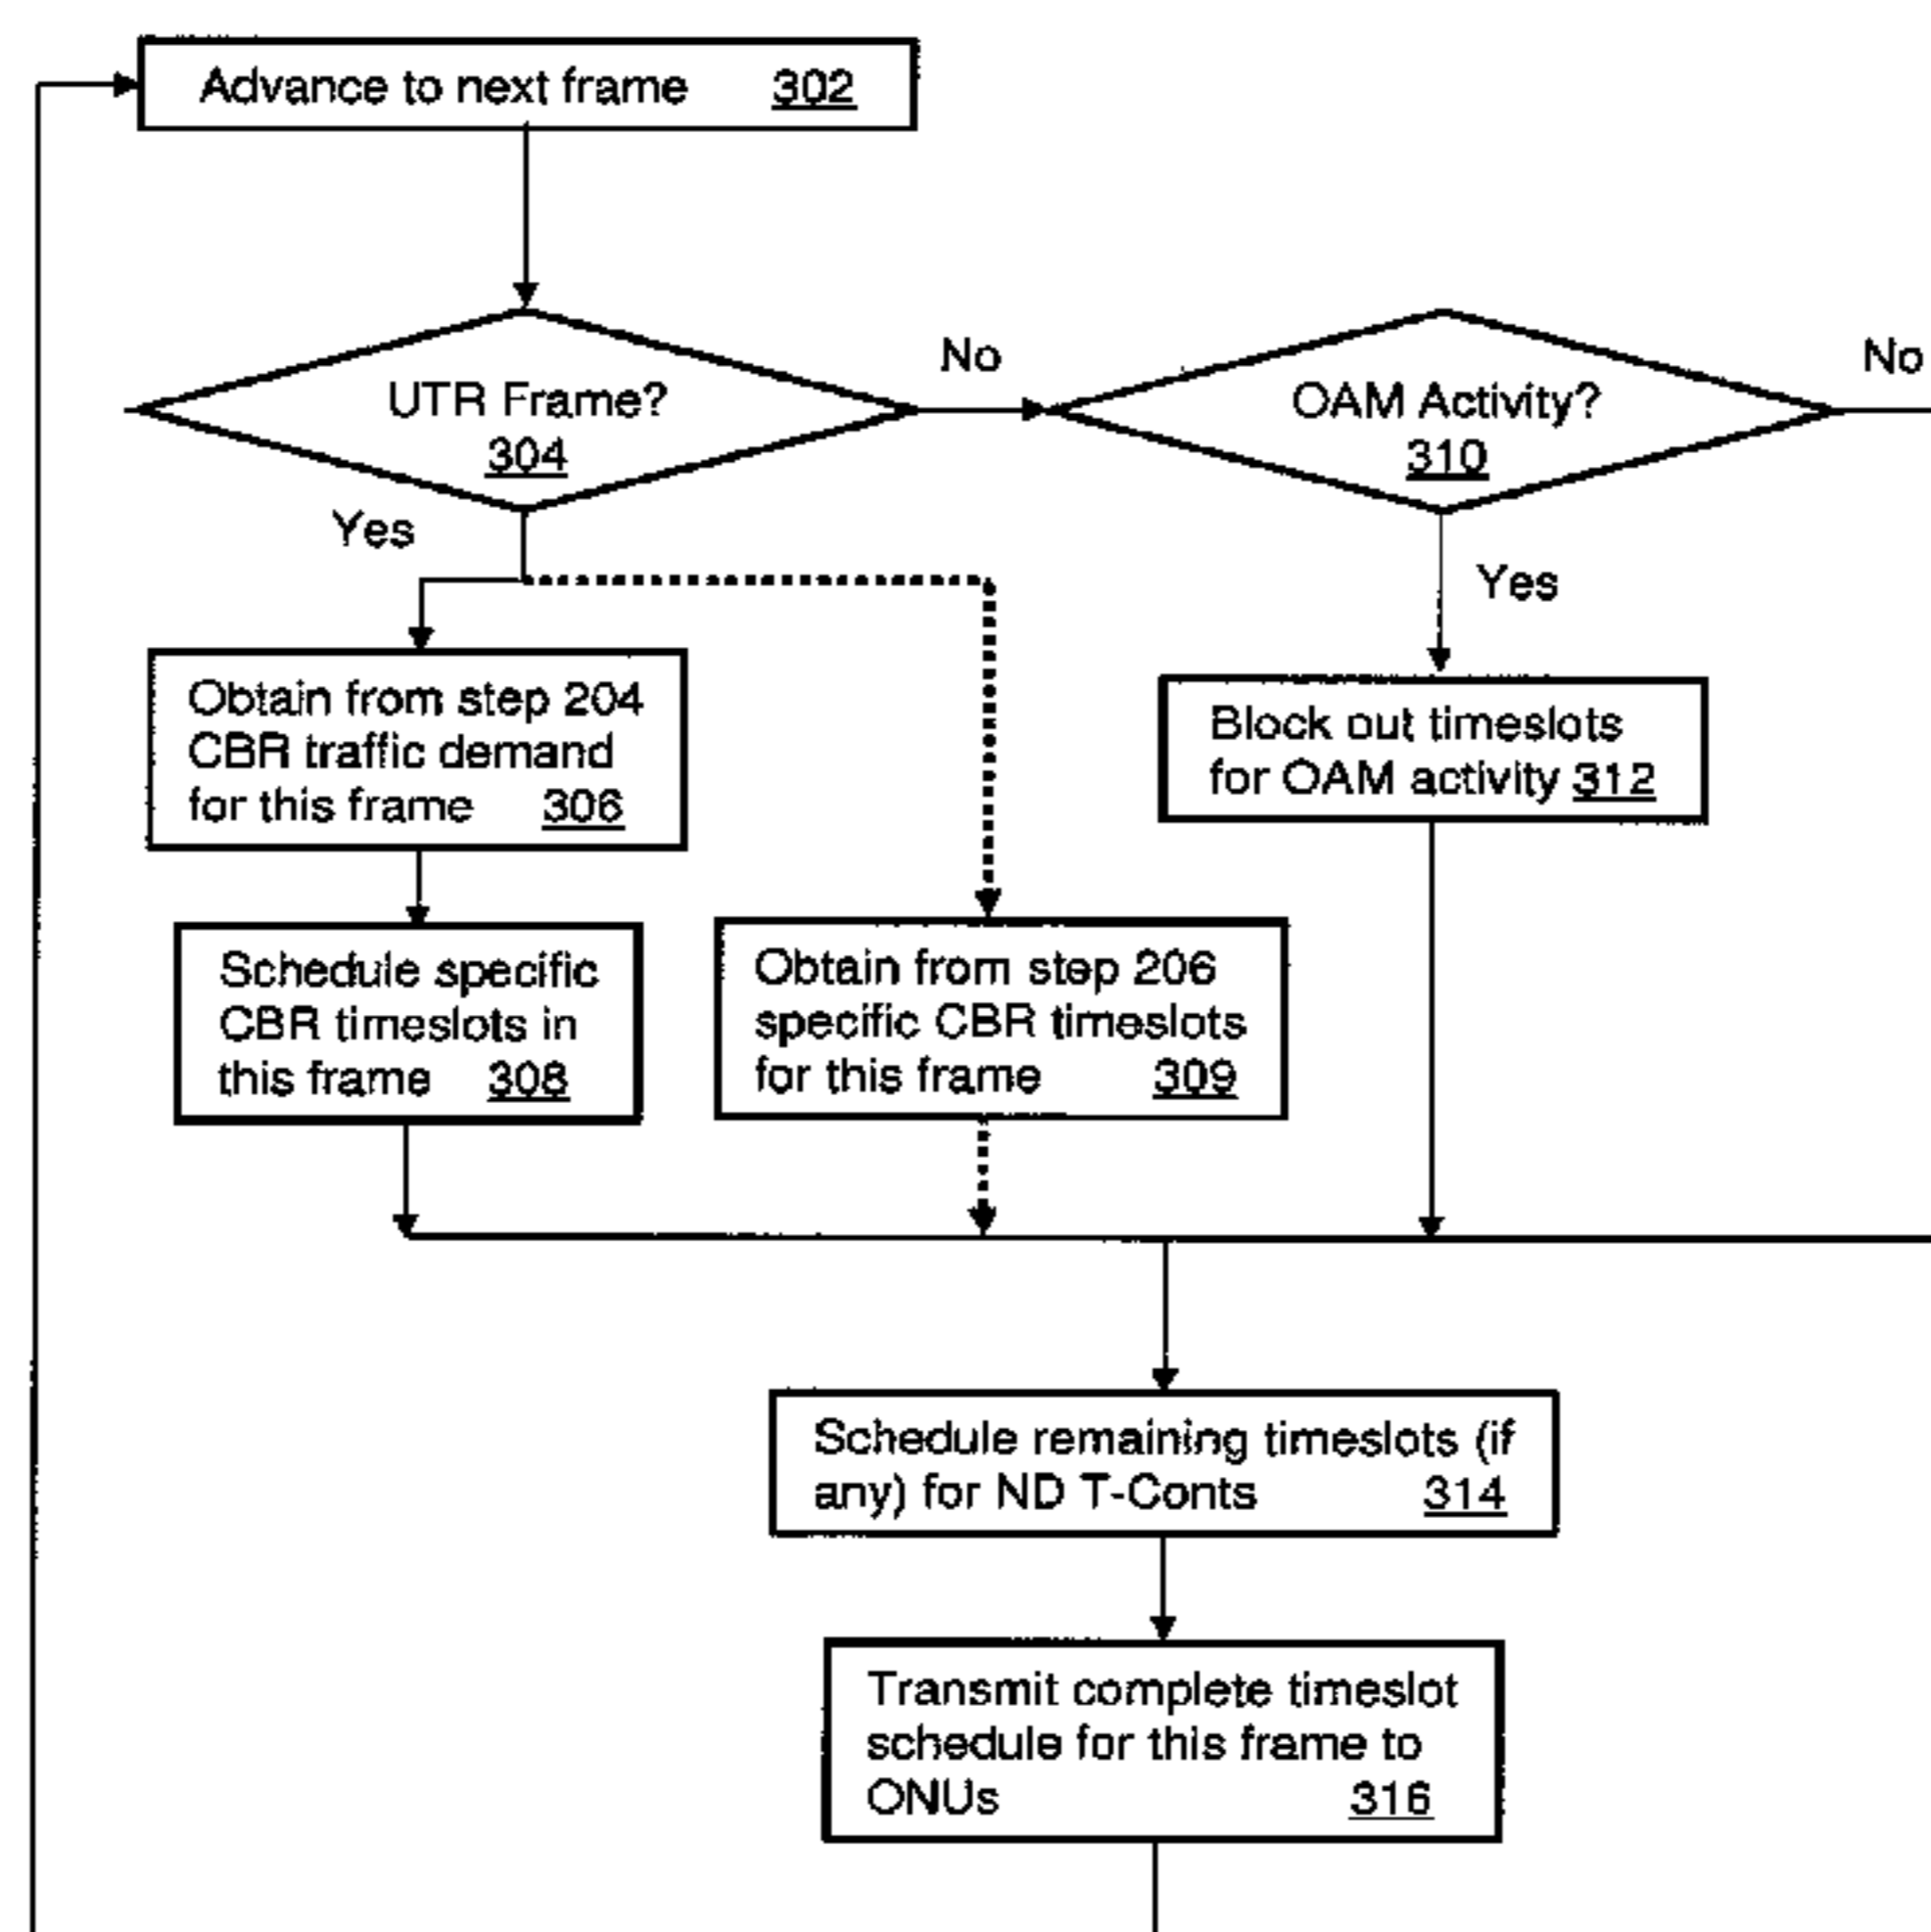 Advance to next frame 302
UTR Frame?
304
No
OAM Activity?
310
No
Yes
Yes
Obtain from step 204
CBR traffic demand
for this frame 306
Block out timeslots
for OAM activity 312
Schedule specific
CBR timeslots in
this frame 308
Obtain from step 206
specific CBR timeslots
for this frame 309
Schedule remaining timeslots (if
any) for ND T-Conts 314
Transmit complete timeslot
schedule for this frame to
ONUs 316